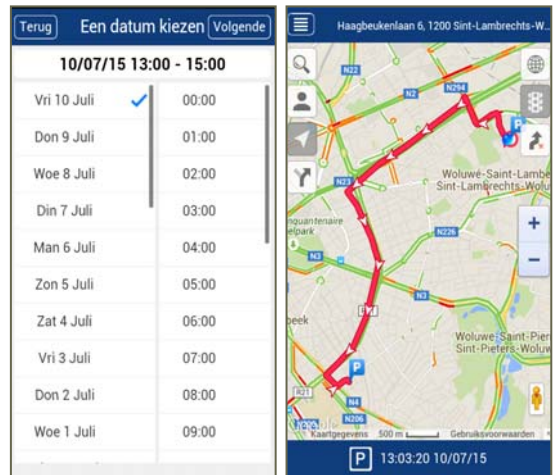 Terug Een datum kiezen Volgende
10/07/15 13:00 - 15:00
Vri 10 Juli 00:00
Don 9 Juli 01:00
Woe 8 Juli 02:00
Din 7 Juli 03:00
Man 6 Juli 04:00
Zon 5 Juli 05:00
Zat 4 Juli 06:00
Vri 3 Juli 07:00
Don 2 Juli 08:00
Woe 1 Juli 09:00
Haagbeukenlaan 6, 1200 Sint-Lambrechts-W...
N22
N294
N2
P
Woluwe-Saint-Lambe
Sint-Lambrechts-Wolu
N23
nquantenaire
elpark
N226
+
N3
-
N3
beek
Woluwe-Saint-Pier
Sint-Pieters-Woluw
P
R21
N4
N206
Kaartgegevens 500 m Gebruiksvoorwaarden
P 13:03:20 10/07/15